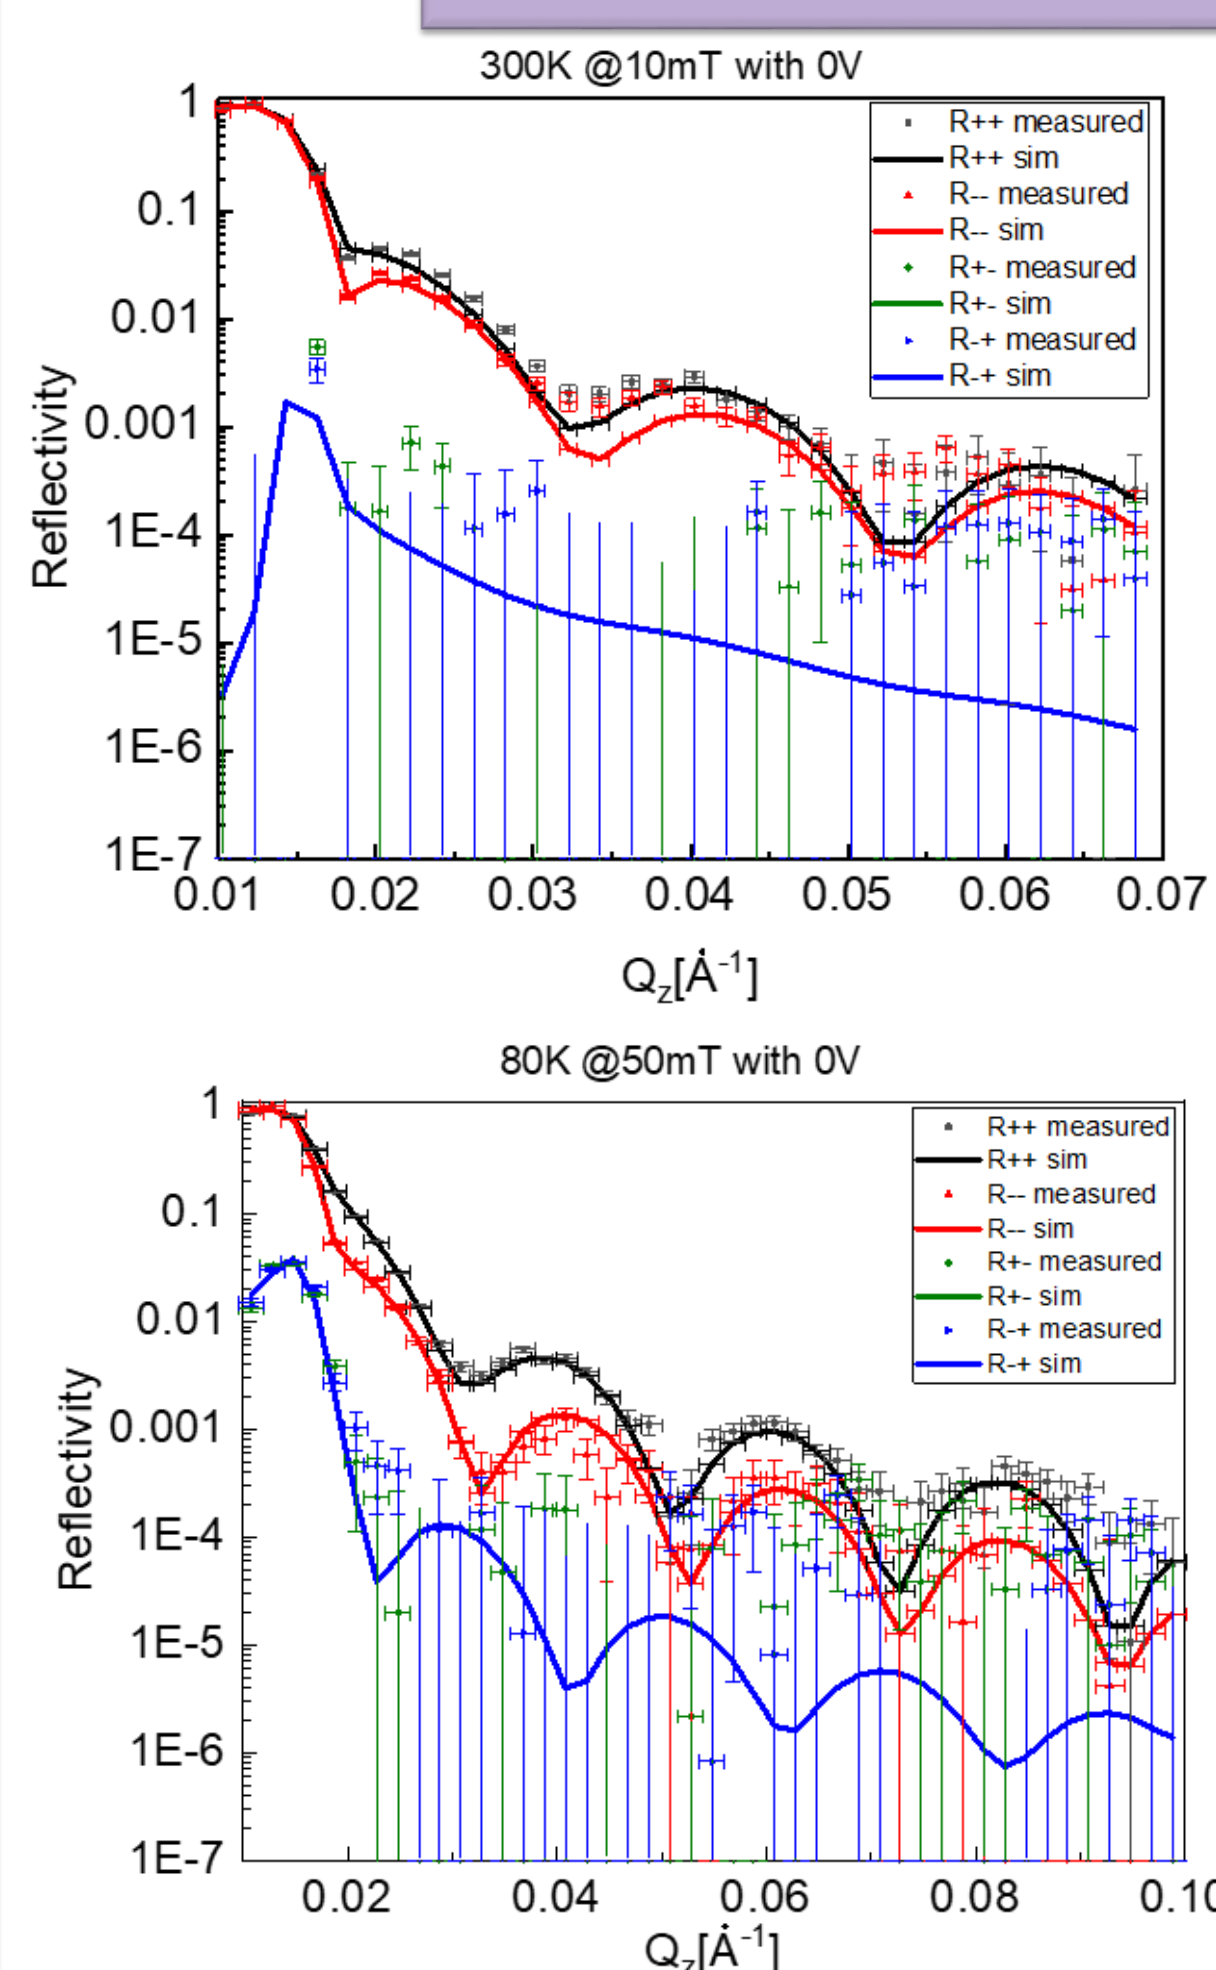 300K @10mT with 0V
1
0.1
0.01
0.001
1E-4
1E-5
1E-6
1E-7
Reflectivity
R++ measured
R++ sim
R-- measured
R-- sim
R+- measured
R+- sim
R-+ measured
R-+ sim
0.01 0.02 0.03 0.04 0.05 0.06 0.07
Qz[Å-1]
80K @50mT with 0V
1
0.1
0.01
0.001
1E-4
1E-5
1E-6
1E-7
Reflectivity
R++ measured
R++ sim
R-- measured
R-- sim
R+- measured
R+- sim
R-+ measured
R-+ sim
0.02 0.04 0.06 0.08 0.10
Qz[Å-1]